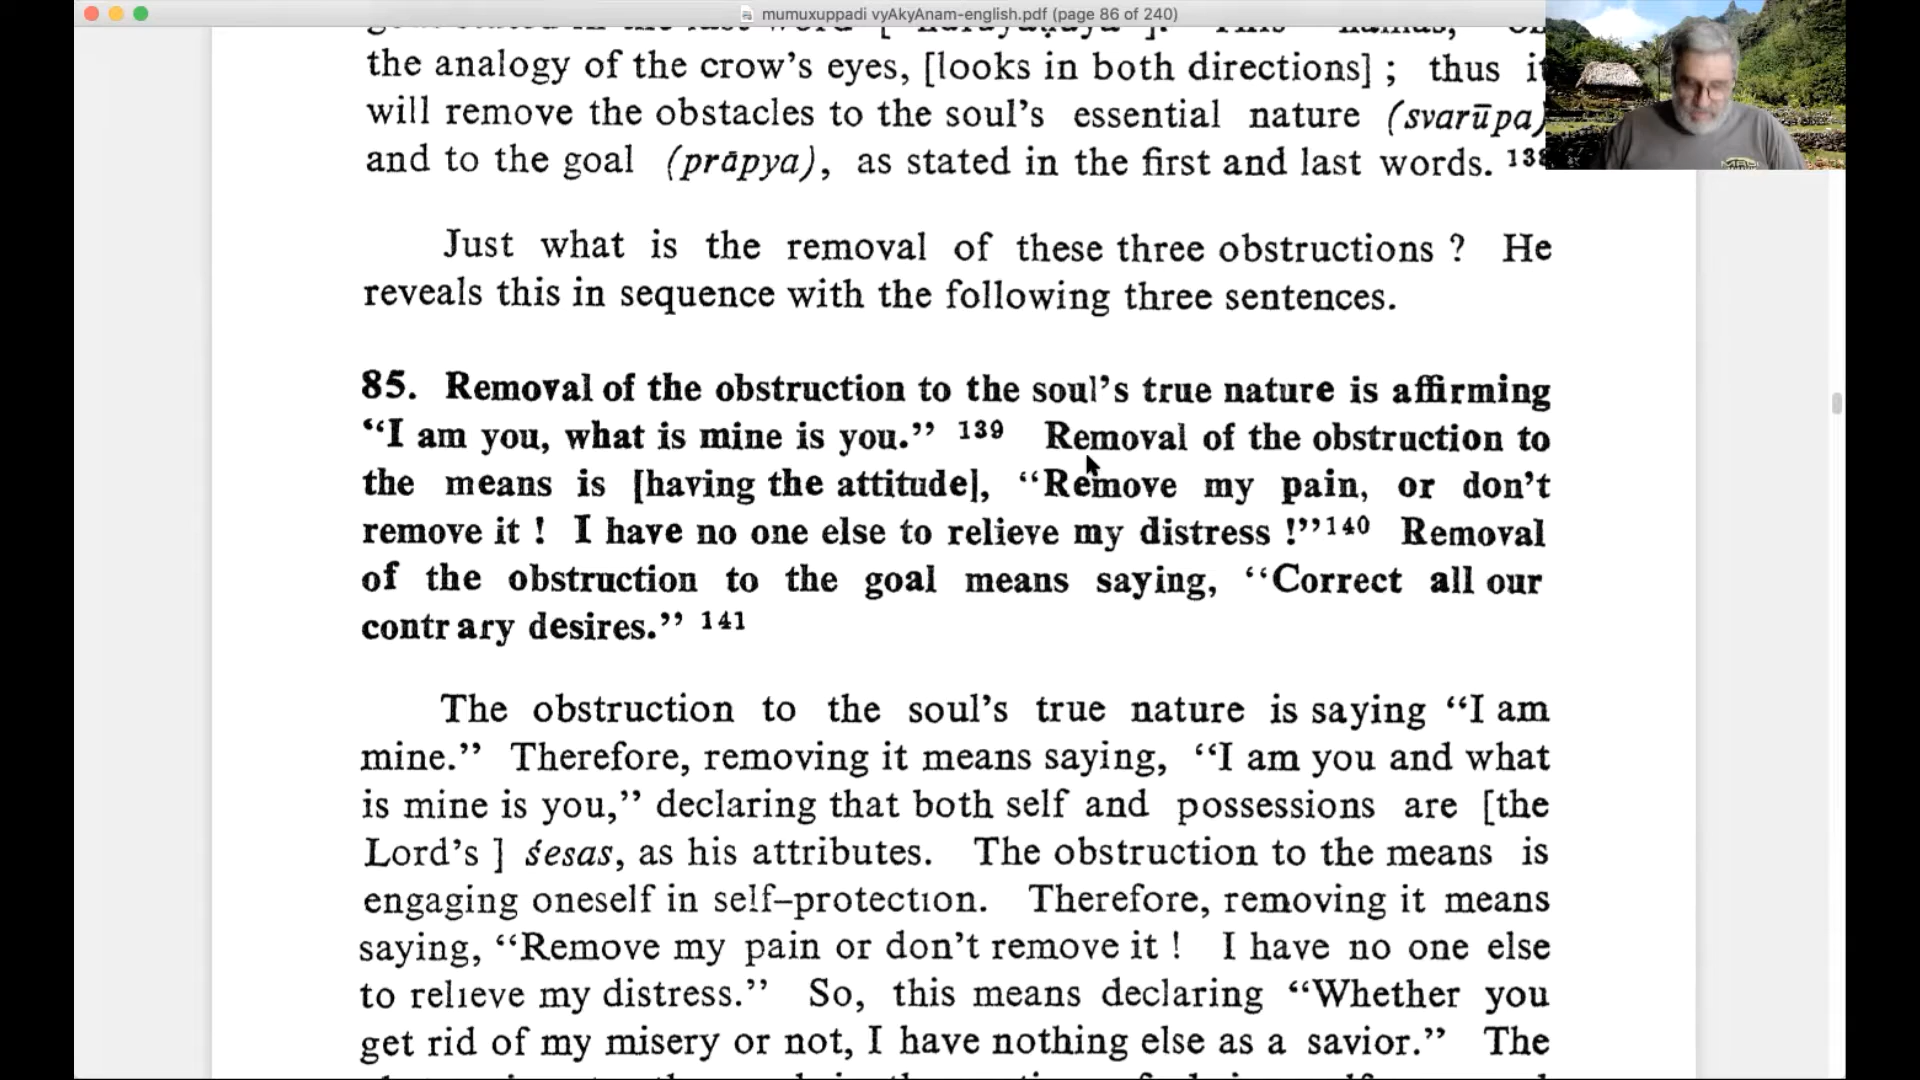 mumuxuppadi vyAkyAnam-english.pdf (page 86 of 240)
the analogy of the crow's eyes, [looks in both directions] ; thus it
will remove the obstacles to the soul's essential nature (svarūpa)
and to the goal (prāpya), as stated in the first and last words. 138
Just what is the removal of these three obstructions ? He
reveals this in sequence with the following three sentences.
85. Removal of the obstruction to the soul's true nature is affirming
“I am you, what is mine is you.” 139 Removal of the obstruction to
the means is [having the attitude], “Remove my pain, or don't
remove it ! I have no one else to relieve my distress !”140 Removal
of the obstruction to the goal means saying, “Correct all our
contr ary desires.” 141
The obstruction to the soul's true nature is saying “I am
mine.” Therefore, removing it means saying, “I am you and what
is mine is you,” declaring that both self and possessions are [the
Lord's ] śesas, as his attributes. The obstruction to the means is
engaging oneself in self–protection. Therefore, removing it means
saying, “Remove my pain or don't remove it ! I have no one else
to relieve my distress.” So, this means declaring “Whether you
get rid of my misery or not, I have nothing else as a savior.” The